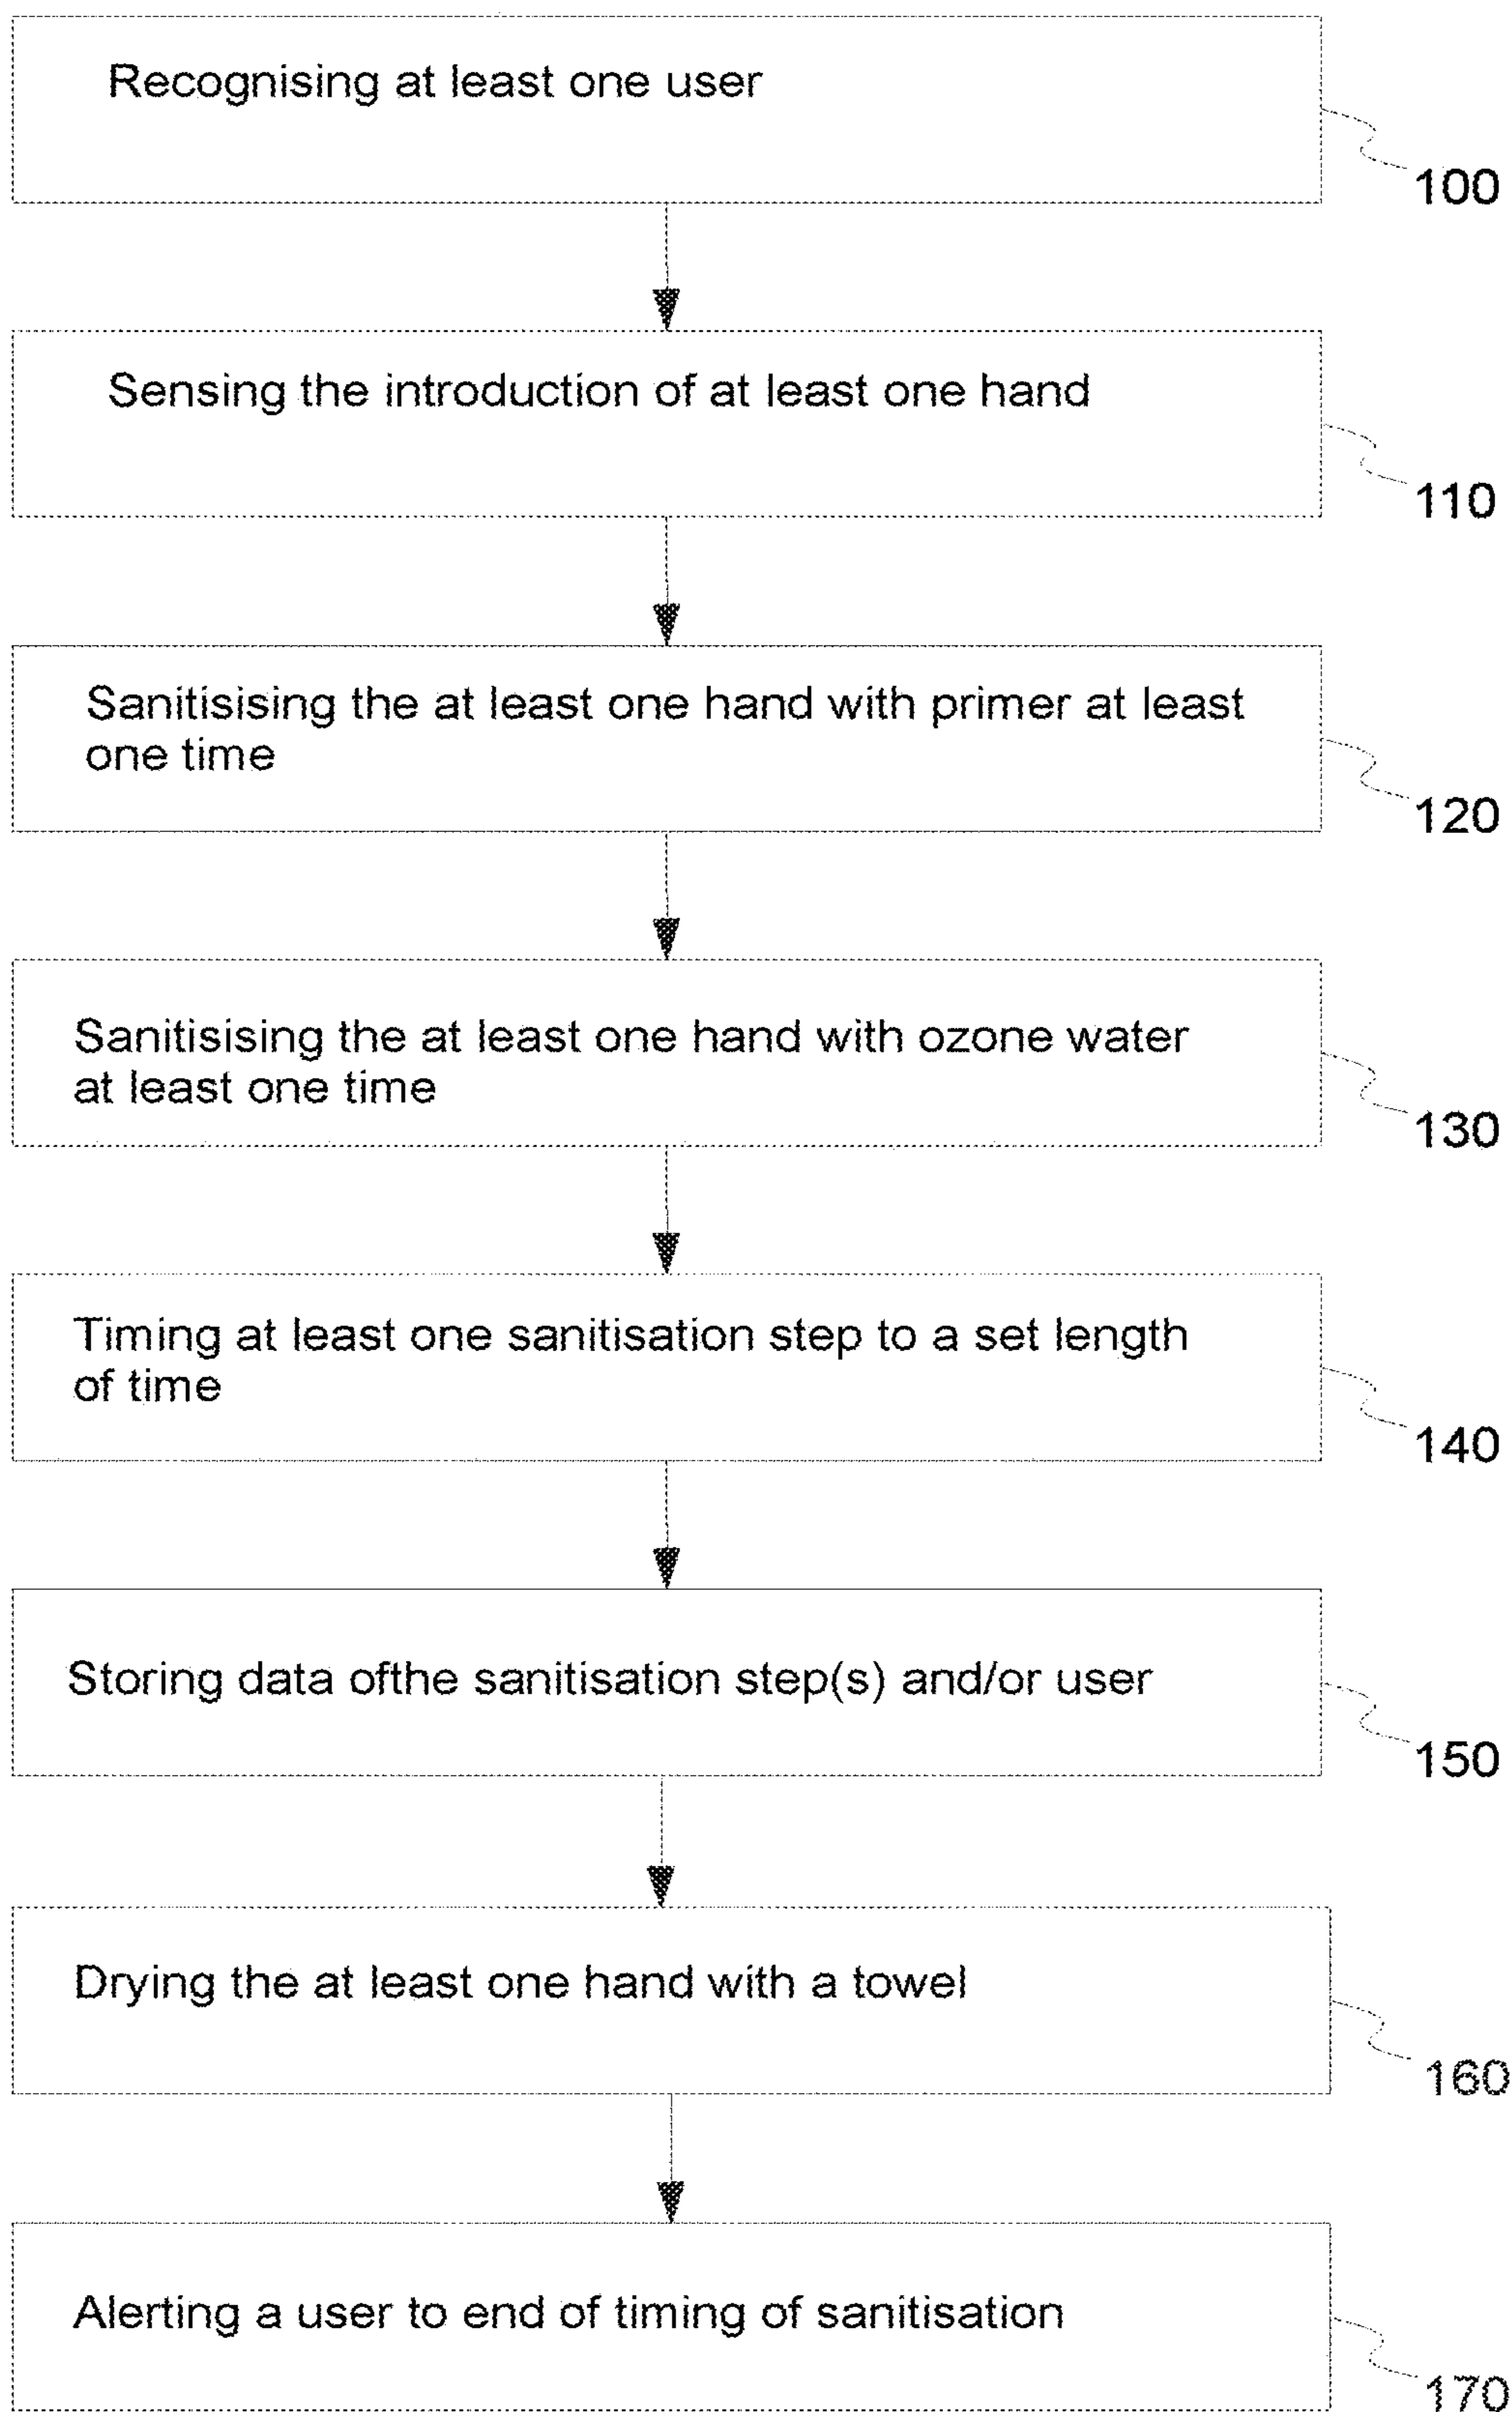 Recognising at least one user
100
Sensing the introduction of at least one hand
110
Sanitisising the at least one hand with primer at least
one time
120
Sanitisising the at least one hand with ozone water
at least one time
130
Timing at least one sanitisation step to a set length
of time
140
Storing data ofthe sanitisation step(s) and/or user
150
Drying the at least one hand with a towel
160
Alerting a user to end of timing of sanitisation
170